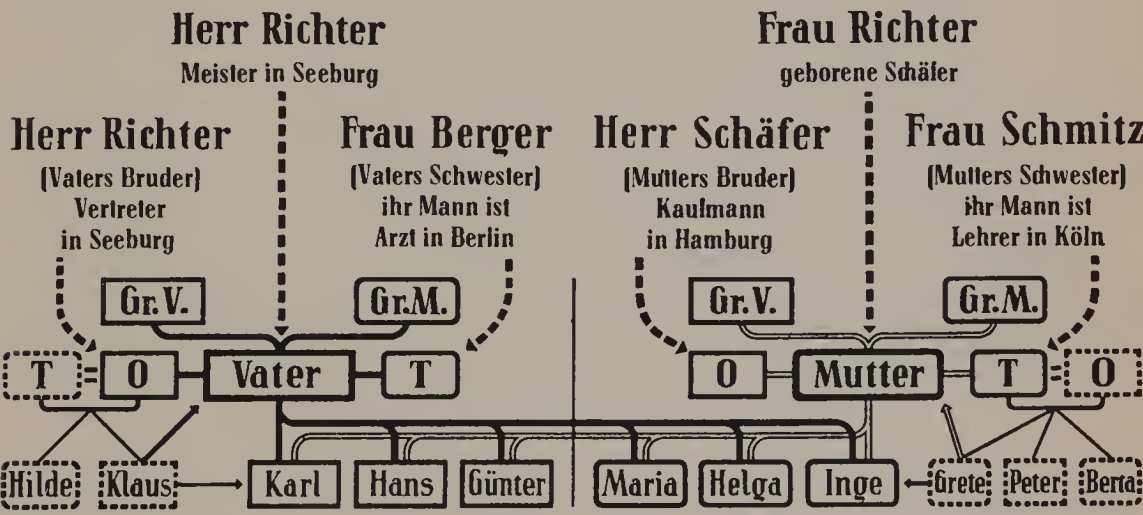 Herr Richter
Meister in Seeburg
Frau Richter
geborene Schäfer
Herr Richter
(Vaters Bruder)
Vertreter
in Seeburg
Frau Berger
(Vaters Schwester)
ihr Mann ist
Arzt in Berlin
Herr Schäfer
(Mutters Bruder)
Kaufmann
in Hamburg
Frau Schmitz
(Mutters Schwester)
ihr Mann ist
Lehrer in Köln
Gr.V. Gr.M. Gr.V. Gr.M.
T = O Vater T O Mutter T = O
Hilde Klaus Karl Hans Günter Maria Helga Inge Grete Peter Berta